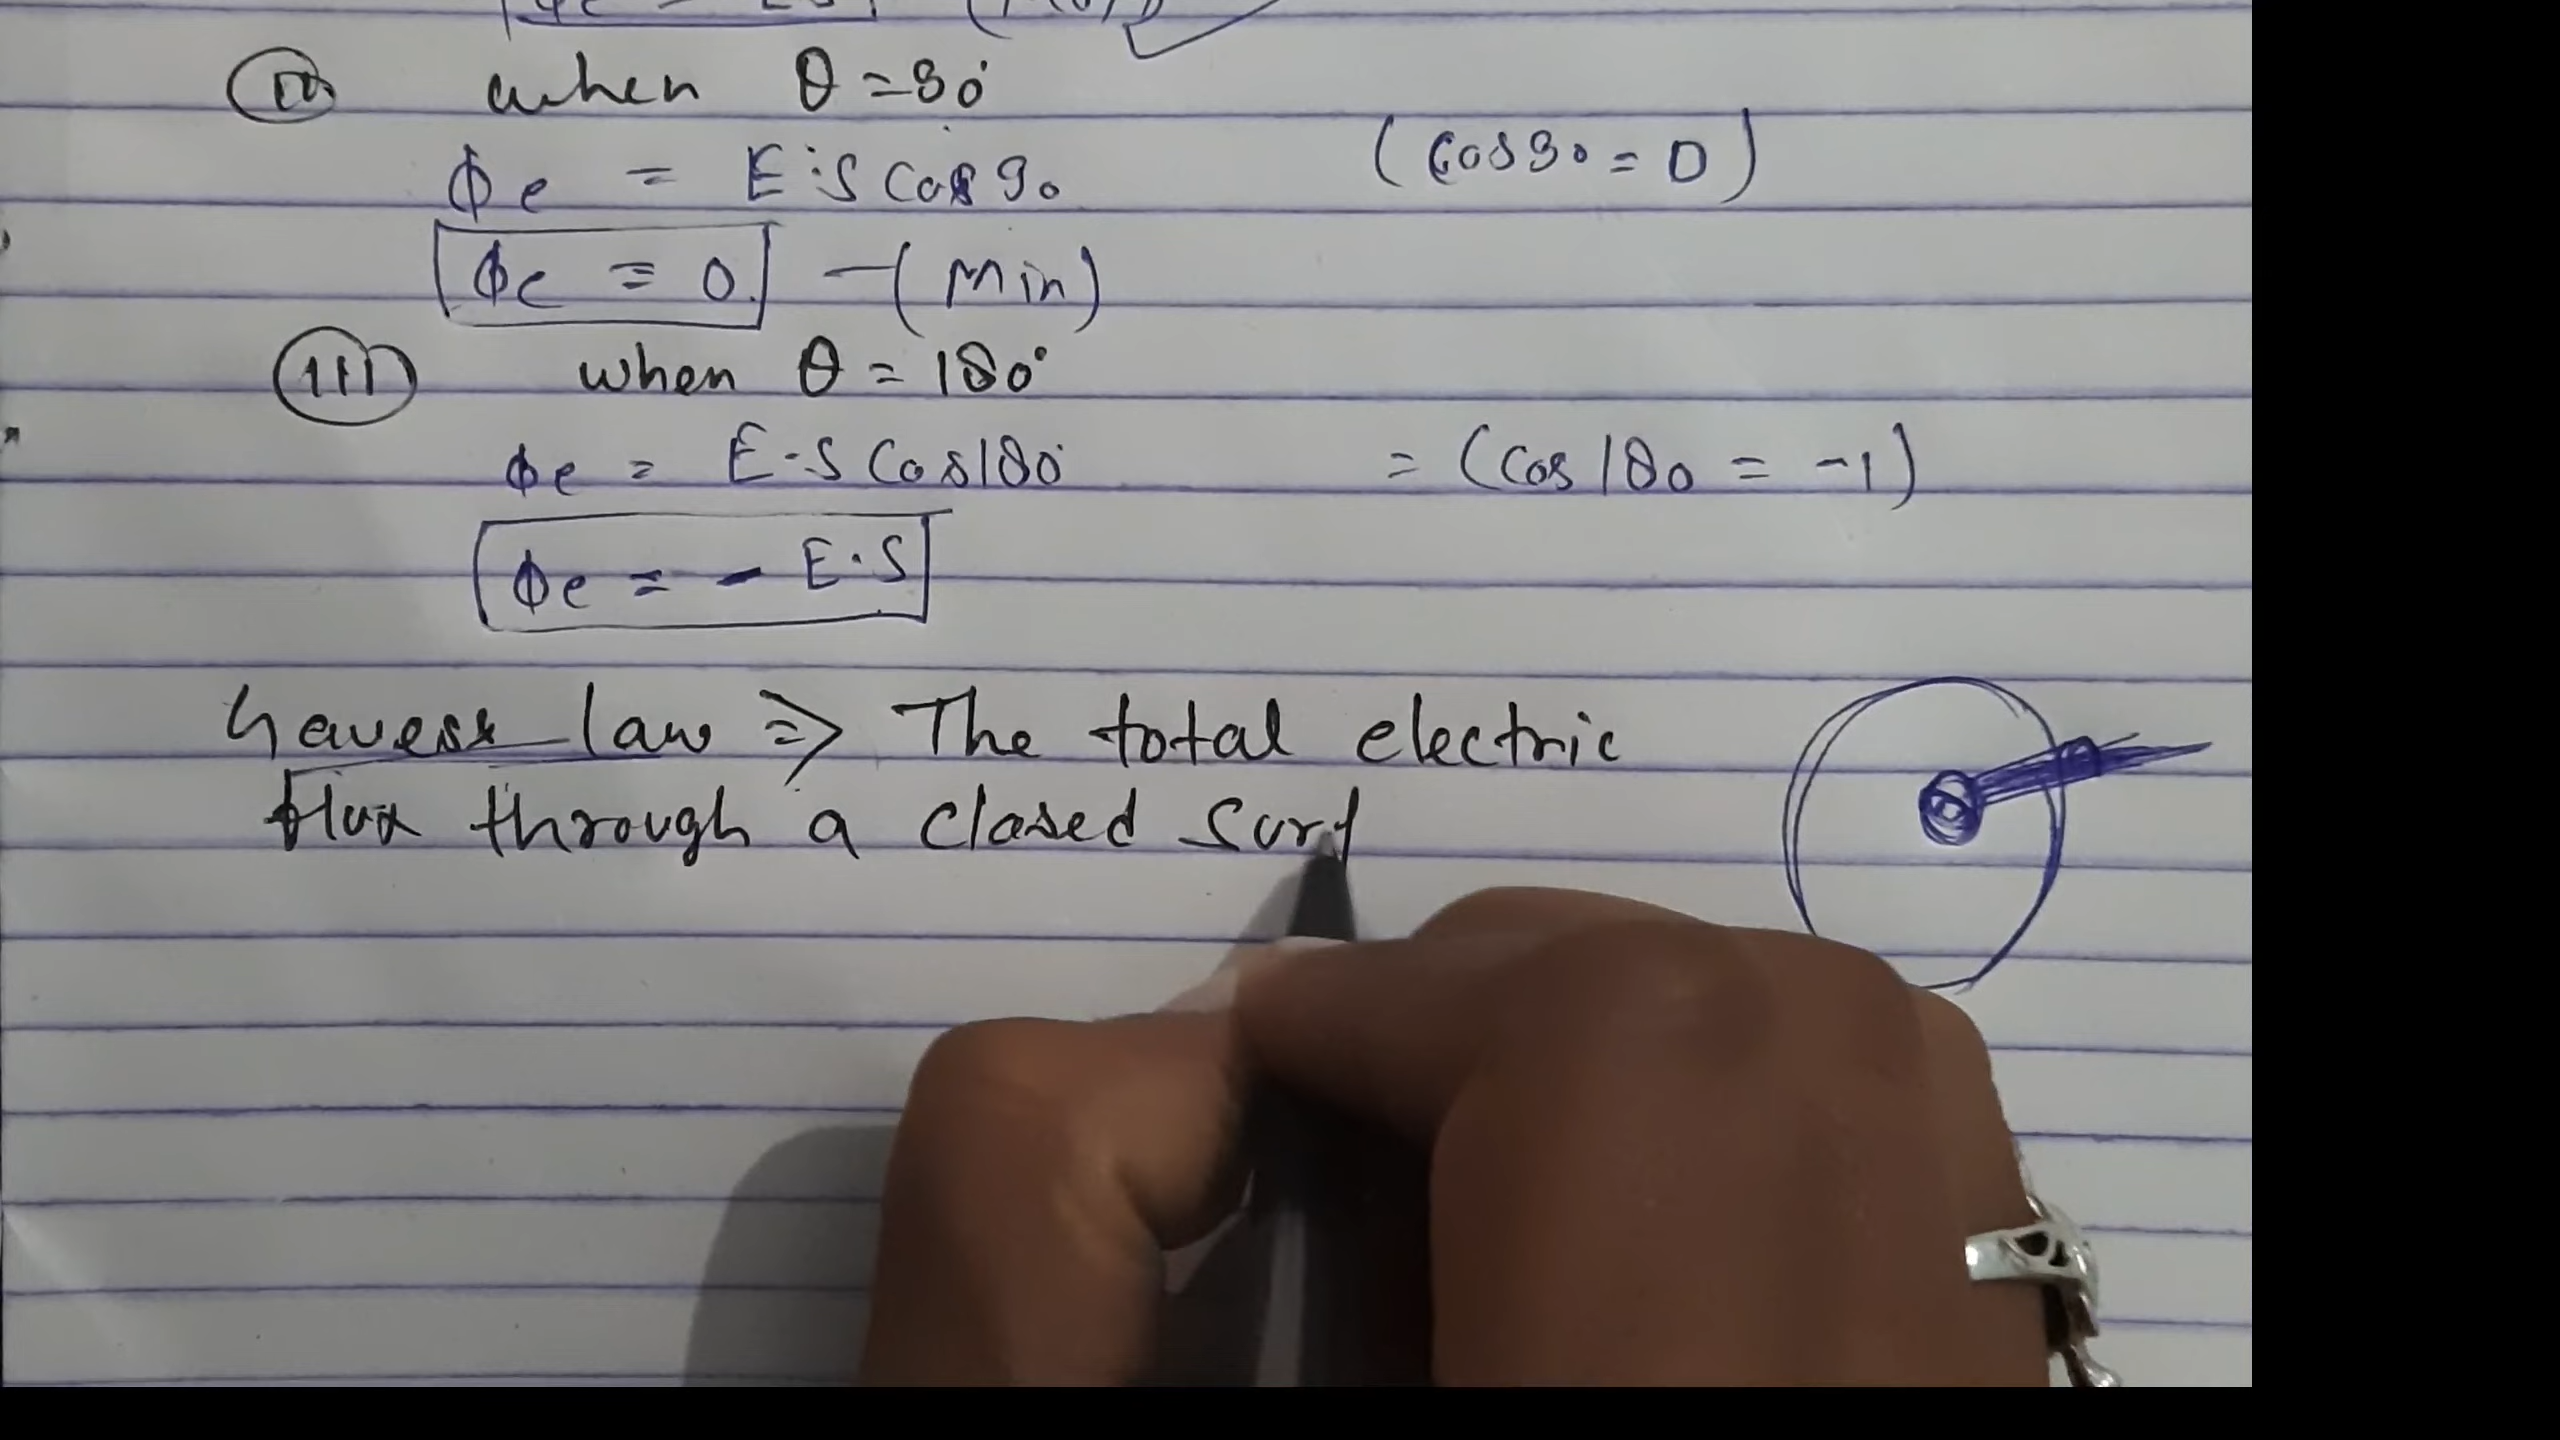 (ii) when θ = 90°
ϕe = E·S cos 90 (cos 90 = 0)
ϕe = 0. -(Min)
(iii) when θ = 180°
ϕe = E·S cos 180° = (cos 180 = -1)
ϕe = - E·S
law ⇒ The total electric
flux through a closed surf